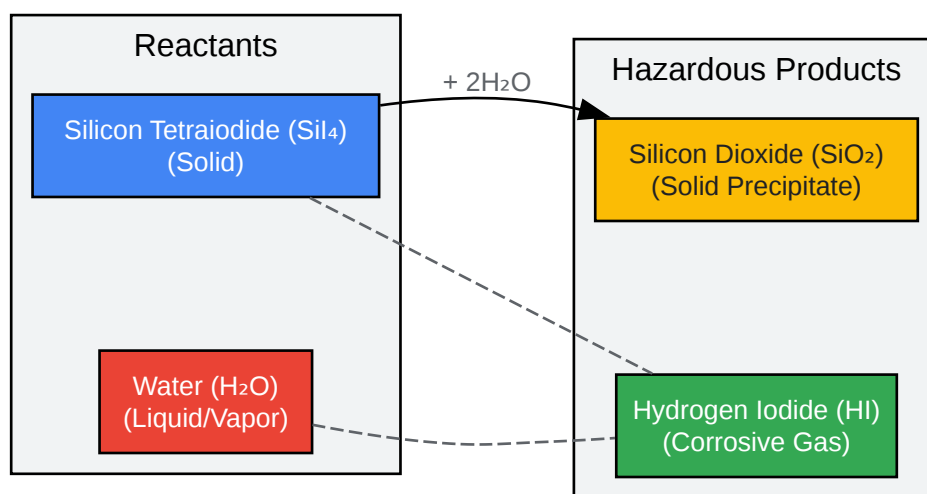 Reactants
Silicon Tetraiodide (SiI₄)
(Solid)
Water (H₂O)
(Liquid/Vapor)
+ 2H₂O
Hazardous Products
Silicon Dioxide (SiO₂)
(Solid Precipitate)
Hydrogen Iodide (HI)
(Corrosive Gas)